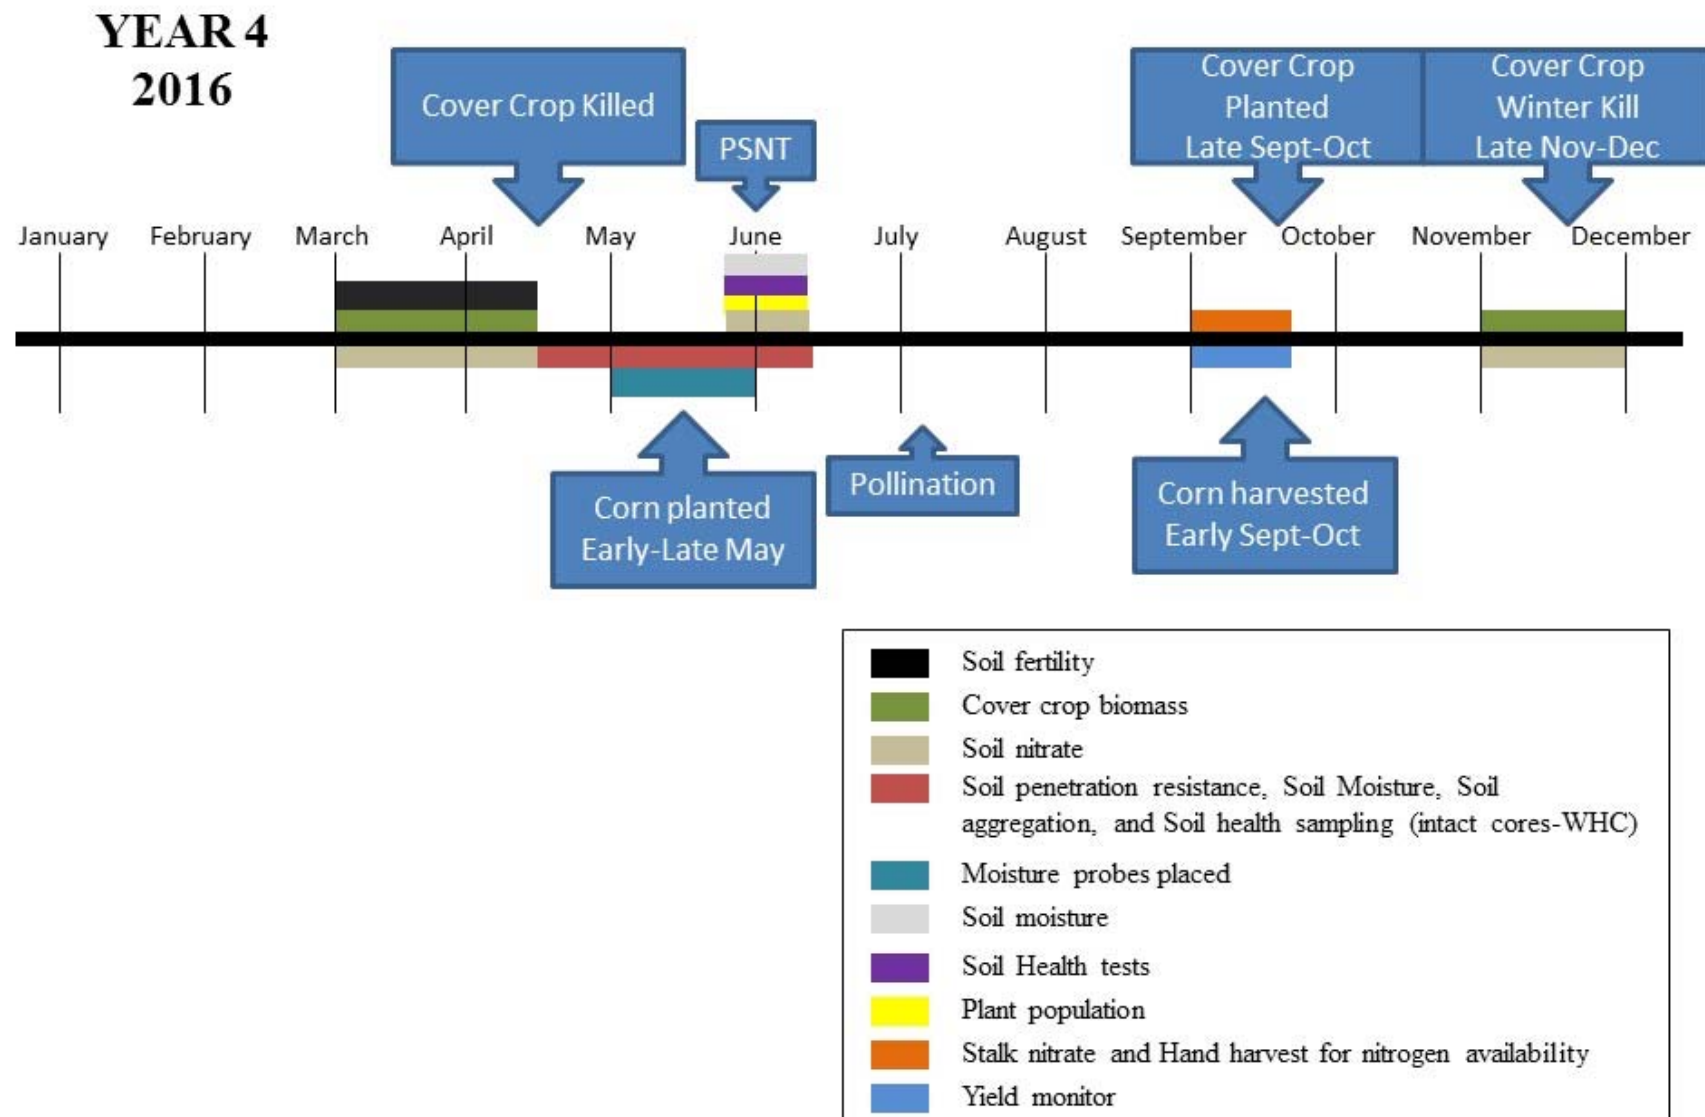 YEAR 4
2016
Cover Crop Killed
PSNT
Cover Crop
Planted
Late Sept-Oct
Cover Crop
Winter Kill
Late Nov-Dec
January February March April May June July August September October November December
Corn planted
Early-Late May
Pollination
Corn harvested
Early Sept-Oct
Soil fertility
Cover crop biomass
Soil nitrate
Soil penetration resistance, Soil Moisture, Soil
aggregation, and Soil health sampling (intact cores-WHC)
Moisture probes placed
Soil moisture
Soil Health tests
Plant population
Stalk nitrate and Hand harvest for nitrogen availability
Yield monitor